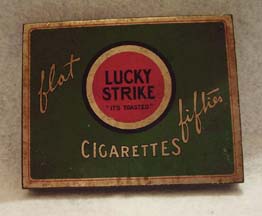 flat
LUCKY
STRIKE
"IT'S TOASTED"
fifties
CIGARETTES